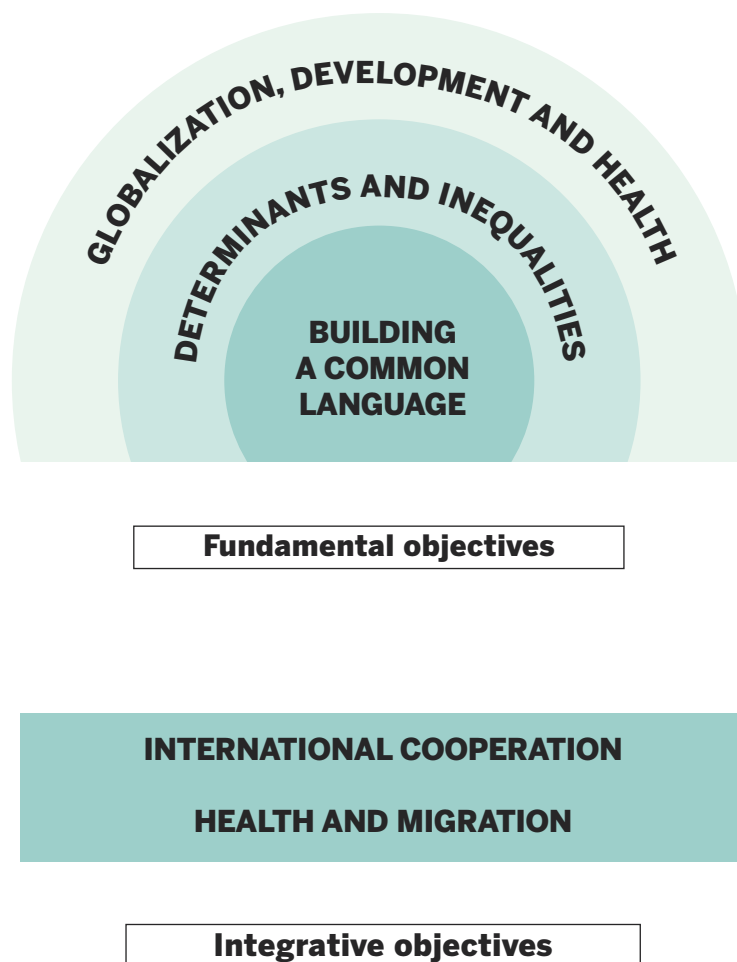 GLOBALIZATION, DEVELOPMENT AND HEALTH
DETERMINANTS AND INEQUALITIES
BUILDING
A COMMON
LANGUAGE
Fundamental objectives
INTERNATIONAL COOPERATION
HEALTH AND MIGRATION
Integrative objectives